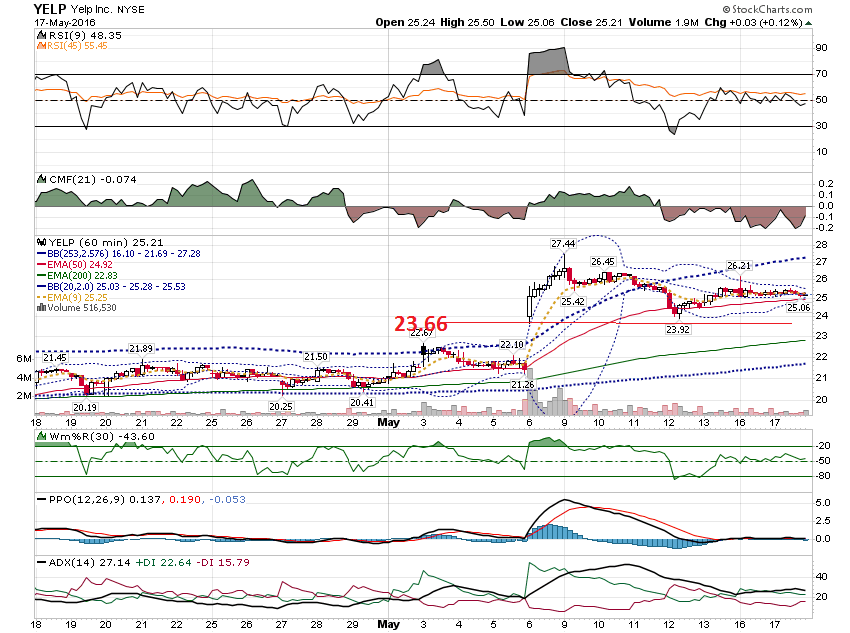 YELP Yelp Inc. NYSE © StockCharts.com
17-May-2016 Open 25.24 High 25.50 Low 25.06 Close 25.21 Volume 1.9M Chg +0.03 (+0.12%)
RSI(9) 48.35
RSI(45) 55.45
90
70
50
30
10
CMF(21) -0.074
0.2
0.1
0.0
-0.1
-0.2
YELP (60 min) 25.21
BB(253,2.576) 16.10 - 21.69 - 27.28
EMA(50) 24.92
EMA(200) 22.83
BB(20,2.0) 25.03 - 25.28 - 25.53
EMA(9) 25.25
Volume 516,530
27.44
26.45
26.21
25.42
25.06
23.92
23.66
22.67
22.10
21.89
21.45
21.50
21.26
20.19
20.25
20.41
28
27
26
25
24
23
22
21
20
6M
4M
2M
18 19 20 21 22 25 26 27 28 29 May 3 4 5 6 9 10 11 12 13 16 17
Wm%R(30) -43.60
-20
-50
-80
PPO(12,26,9) 0.137, 0.190, -0.053
5.0
2.5
0.0
ADX(14) 27.14 +DI 22.64 -DI 15.79
40
20
18 19 20 21 22 25 26 27 28 29 May 3 4 5 6 9 10 11 12 13 16 17